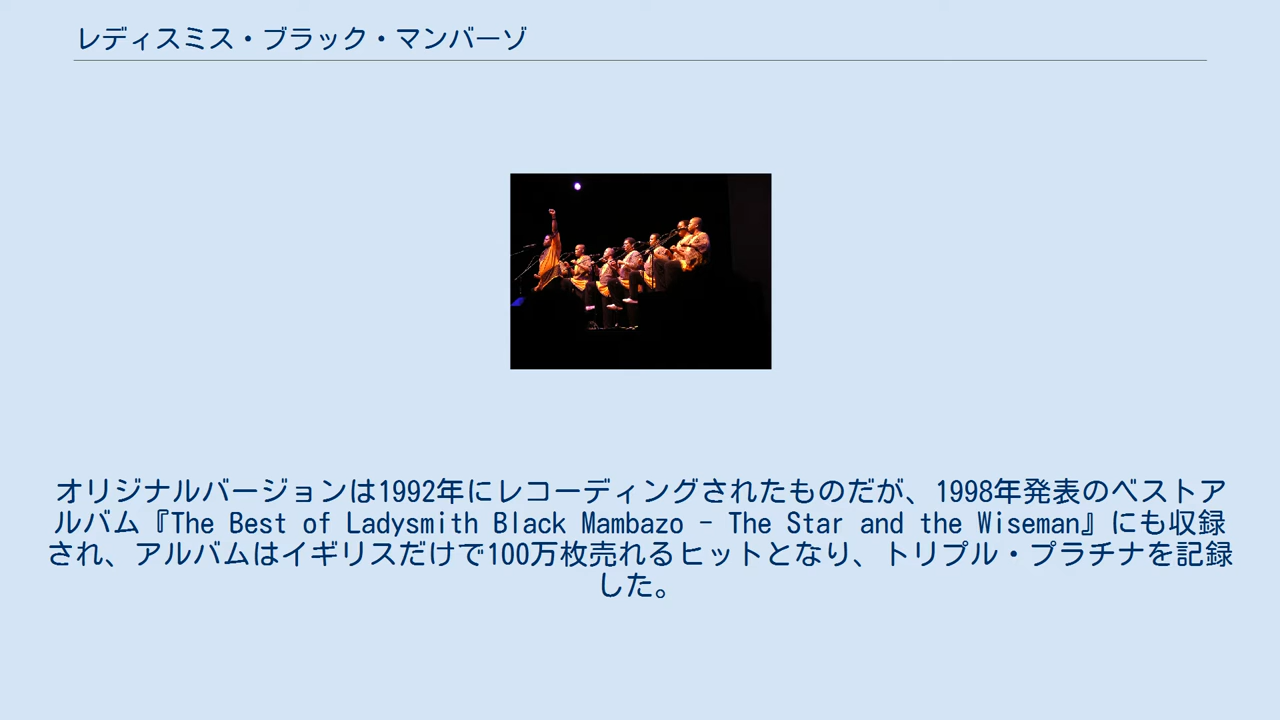 レディスミス・ブラック・マンバーゾ
オリジナルバージョンは1992年にレコーディングされたものだが、1998年発表のベストア
ルバム『The Best of Ladysmith Black Mambazo - The Star and the Wiseman』にも収録
され、アルバムはイギリスだけで100万枚売れるヒットとなり、トリプル・プラチナを記録
した。